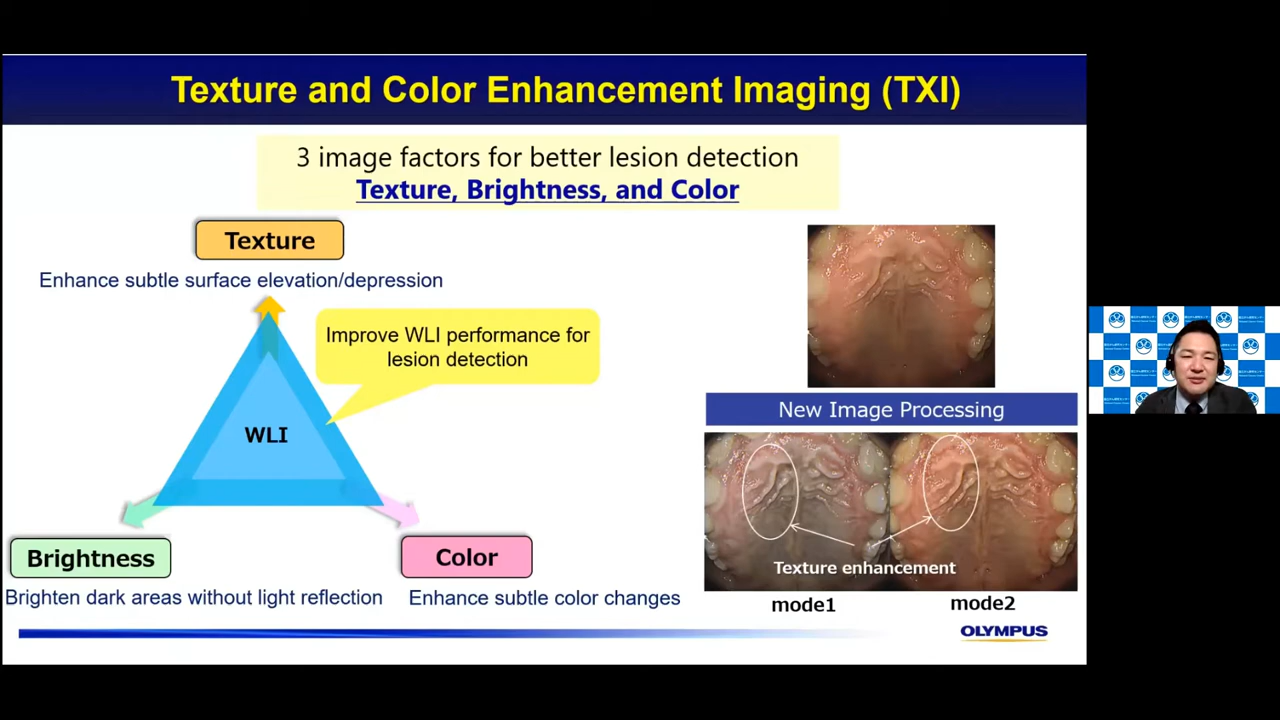 Texture and Color Enhancement Imaging (TXI)
3 image factors for better lesion detection
Texture, Brightness, and Color
Texture
Enhance subtle surface elevation/depression
Improve WLI performance for
lesion detection
WLI
Brightness
Brighten dark areas without light reflection
Color
Enhance subtle color changes
New Image Processing
Texture enhancement
mode1
mode2
OLYMPUS